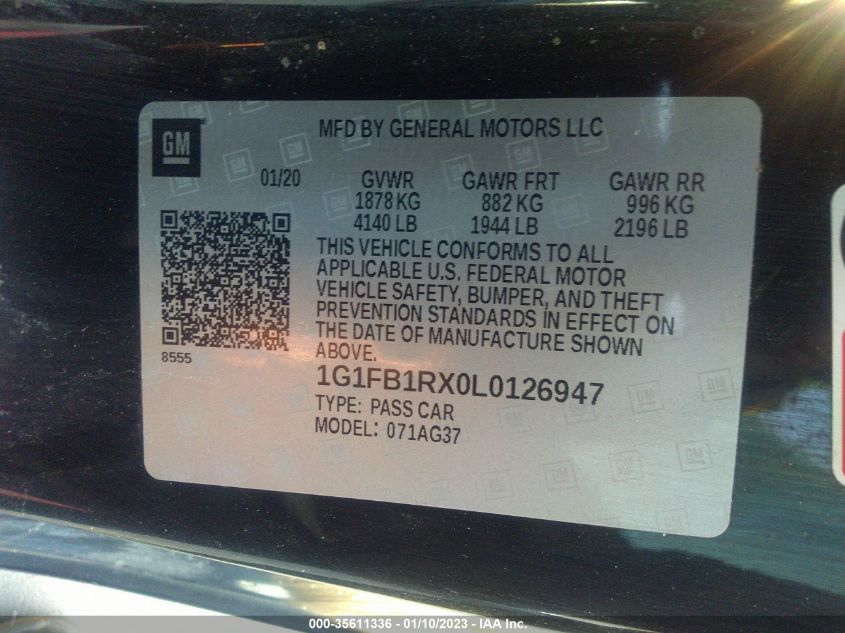 GM
MFD BY GENERAL MOTORS LLC
01/20 GVWR GAWR FRT GAWR RR
1878 KG 882 KG 996 KG
4140 LB 1944 LB 2196 LB
THIS VEHICLE CONFORMS TO ALL
APPLICABLE U.S. FEDERAL MOTOR
VEHICLE SAFETY, BUMPER, AND THEFT
PREVENTION STANDARDS IN EFFECT ON
THE DATE OF MANUFACTURE SHOWN
ABOVE.
8555
1G1FB1RX0L0126947
TYPE: PASS CAR
MODEL: 071AG37
000-35611336 - 01/10/2023 - IAA Inc.